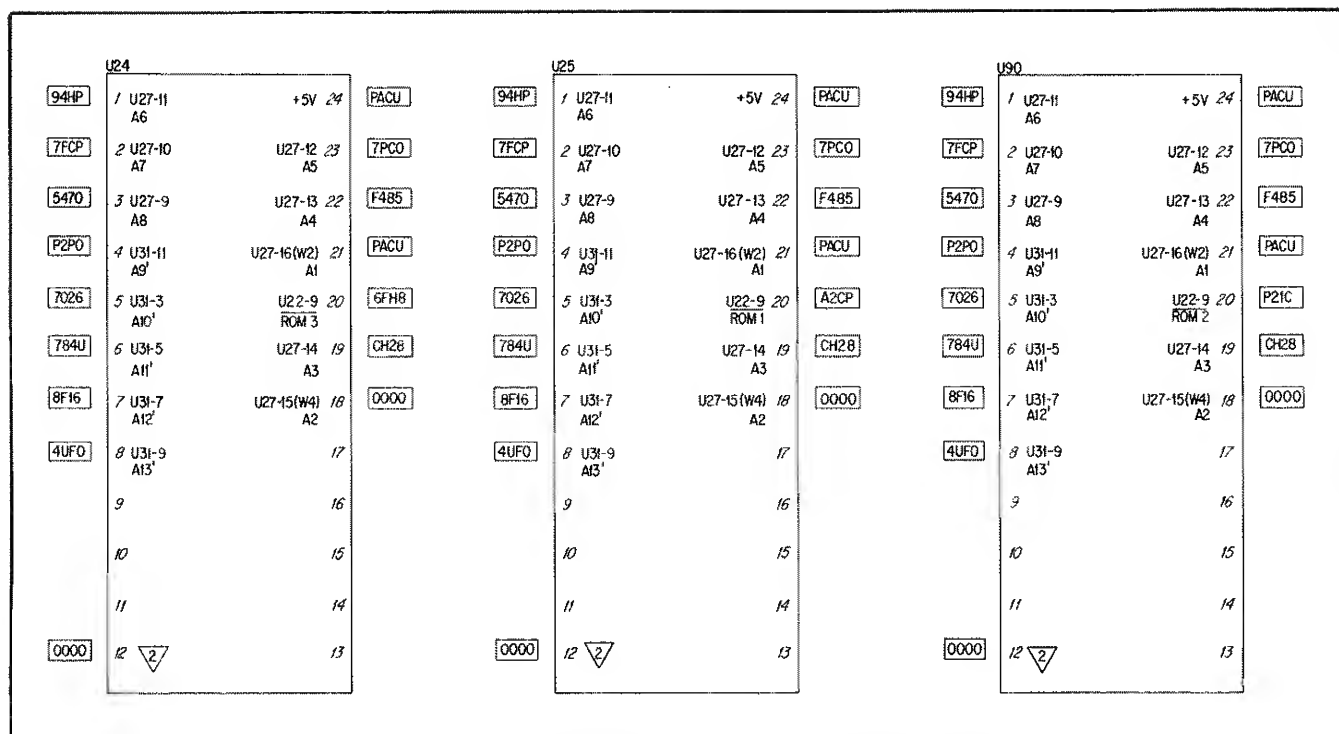 U24
94HP 1 U27-11 +5V 24 PACU
A6
7FCP 2 U27-10 U27-12 23 7PC0
A7 A5
5470 3 U27-9 U27-13 22 F485
A8 A4
P2P0 4 U31-11 U27-16(W2) 21 PACU
A9' A1
7026 5 U31-3 U22-9 20 6FH8
A10' ROM 3
784U 6 U31-5 U27-14 19 CH28
A11' A3
8F16 7 U31-7 U27-15(W4) 18 0000
A12' A2
4UF0 8 U31-9 17
A13'
9 16
10 15
11 14
0000 12 2 13
U25
94HP 1 U27-11 +5V 24 PACU
A6
7FCP 2 U27-10 U27-12 23 7PC0
A7 A5
5470 3 U27-9 U27-13 22 F485
A8 A4
P2P0 4 U31-11 U27-16(W2) 21 PACU
A9' A1
7026 5 U31-3 U22-9 20 A2CP
A10' ROM 1
784U 6 U31-5 U27-14 19 CH28
A11' A3
8F16 7 U31-7 U27-15(W4) 18 0000
A12' A2
4UF0 8 U31-9 17
A13'
9 16
10 15
11 14
0000 12 2 13
U90
94HP 1 U27-11 +5V 24 PACU
A6
7FCP 2 U27-10 U27-12 23 7PC0
A7 A5
5470 3 U27-9 U27-13 22 F485
A8 A4
P2P0 4 U31-11 U27-16(W2) 21 PACU
A9' A1
7026 5 U31-3 U22-9 20 P21C
A10' ROM 2
784U 6 U31-5 U27-14 19 CH28
A11' A3
8F16 7 U31-7 U27-15(W4) 18 0000
A12' A2
4UF0 8 U31-9 17
A13'
9 16
10 15
11 14
0000 12 2 13